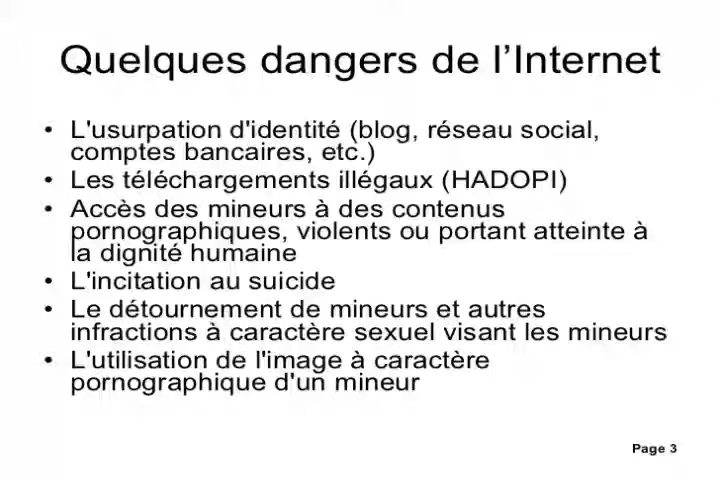 Quelques dangers de l’Internet
• L'usurpation d'identité (blog, réseau social,
comptes bancaires, etc.)
• Les téléchargements illégaux (HADOPI)
• Accès des mineurs à des contenus
pornographiques, violents ou portant atteinte à
la dignité humaine
• L'incitation au suicide
• Le détournement de mineurs et autres
infractions à caractère sexuel visant les mineurs
• L'utilisation de l'image à caractère
pornographique d'un mineur
Page 3